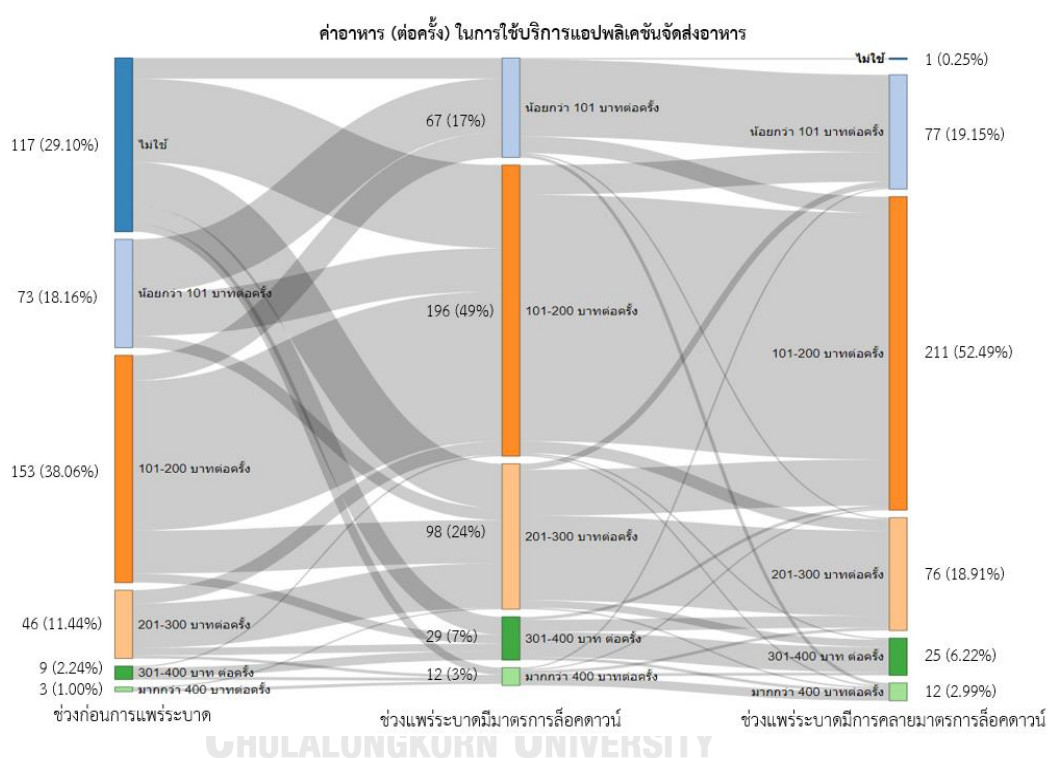 ค่าอาหาร (ต่อครั้ง) ในการใช้บริการแอปพลิเคชันจัดส่งอาหาร
117 (29.10%)
ไม่ใช้
73 (18.16%)
น้อยกว่า 101 บาทต่อครั้ง
153 (38.06%)
101-200 บาทต่อครั้ง
46 (11.44%)
201-300 บาทต่อครั้ง
9 (2.24%)
301-400 บาท ต่อครั้ง
3 (1.00%)
มากกว่า 400 บาทต่อครั้ง
ช่วงก่อนการแพร่ระบาด
67 (17%)
น้อยกว่า 101 บาทต่อครั้ง
196 (49%)
101-200 บาทต่อครั้ง
98 (24%)
201-300 บาทต่อครั้ง
29 (7%)
301-400 บาท ต่อครั้ง
12 (3%)
มากกว่า 400 บาทต่อครั้ง
ช่วงแพร่ระบาดมีมาตรการล็อคดาวน์
ไม่ใช้
1 (0.25%)
น้อยกว่า 101 บาทต่อครั้ง
77 (19.15%)
101-200 บาทต่อครั้ง
211 (52.49%)
201-300 บาทต่อครั้ง
76 (18.91%)
301-400 บาท ต่อครั้ง
25 (6.22%)
มากกว่า 400 บาทต่อครั้ง
12 (2.99%)
ช่วงแพร่ระบาดมีการคลายมาตรการล็อคดาวน์
CHULALONGKORN UNIVERSITY